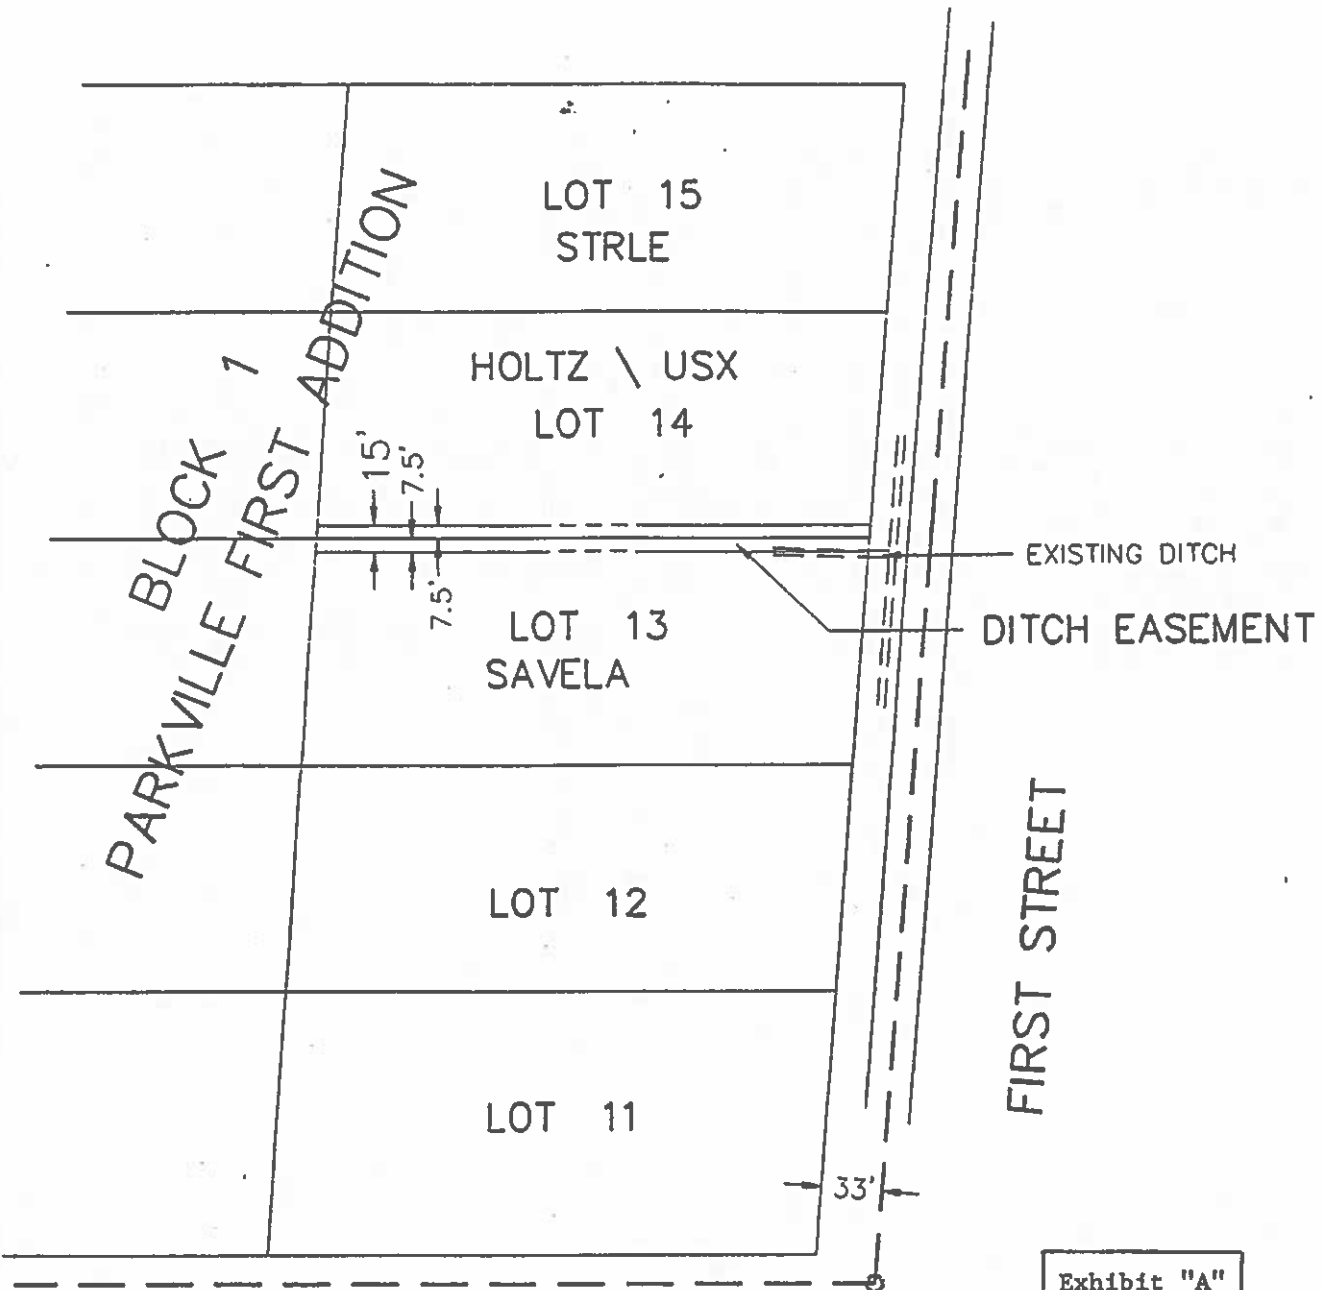 LOT 15
STRLE
HOLTZ \ USX
LOT 14
BLOCK 1
PARKVILLE FIRST ADDITION
15'
7.5'
7.5'
EXISTING DITCH
DITCH EASEMENT
LOT 13
SAVELA
LOT 12
FIRST STREET
LOT 11
33'
Exhibit "A"